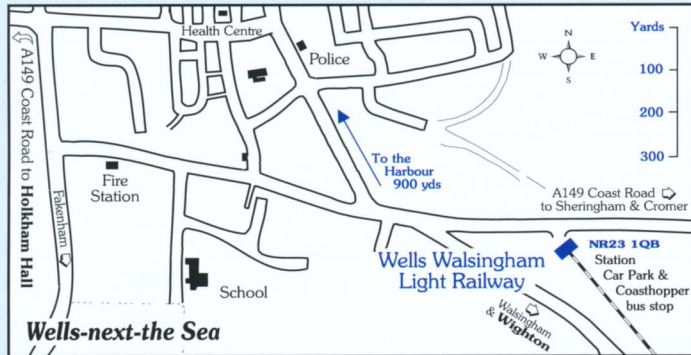 Health Centre
Police
Yards
N
W
E
S
100
200
300
A149 Coast Road to Holkham Hall
Fakenham
Fire
Station
To the
Harbour
900 yds
A149 Coast Road
to Sheringham & Cromer
School
Wells Walsingham
Light Railway
NR23 1QB
Station
Car Park &
Coasthopper
bus stop
Walsingham
& Wighton
Wells-next-the Sea